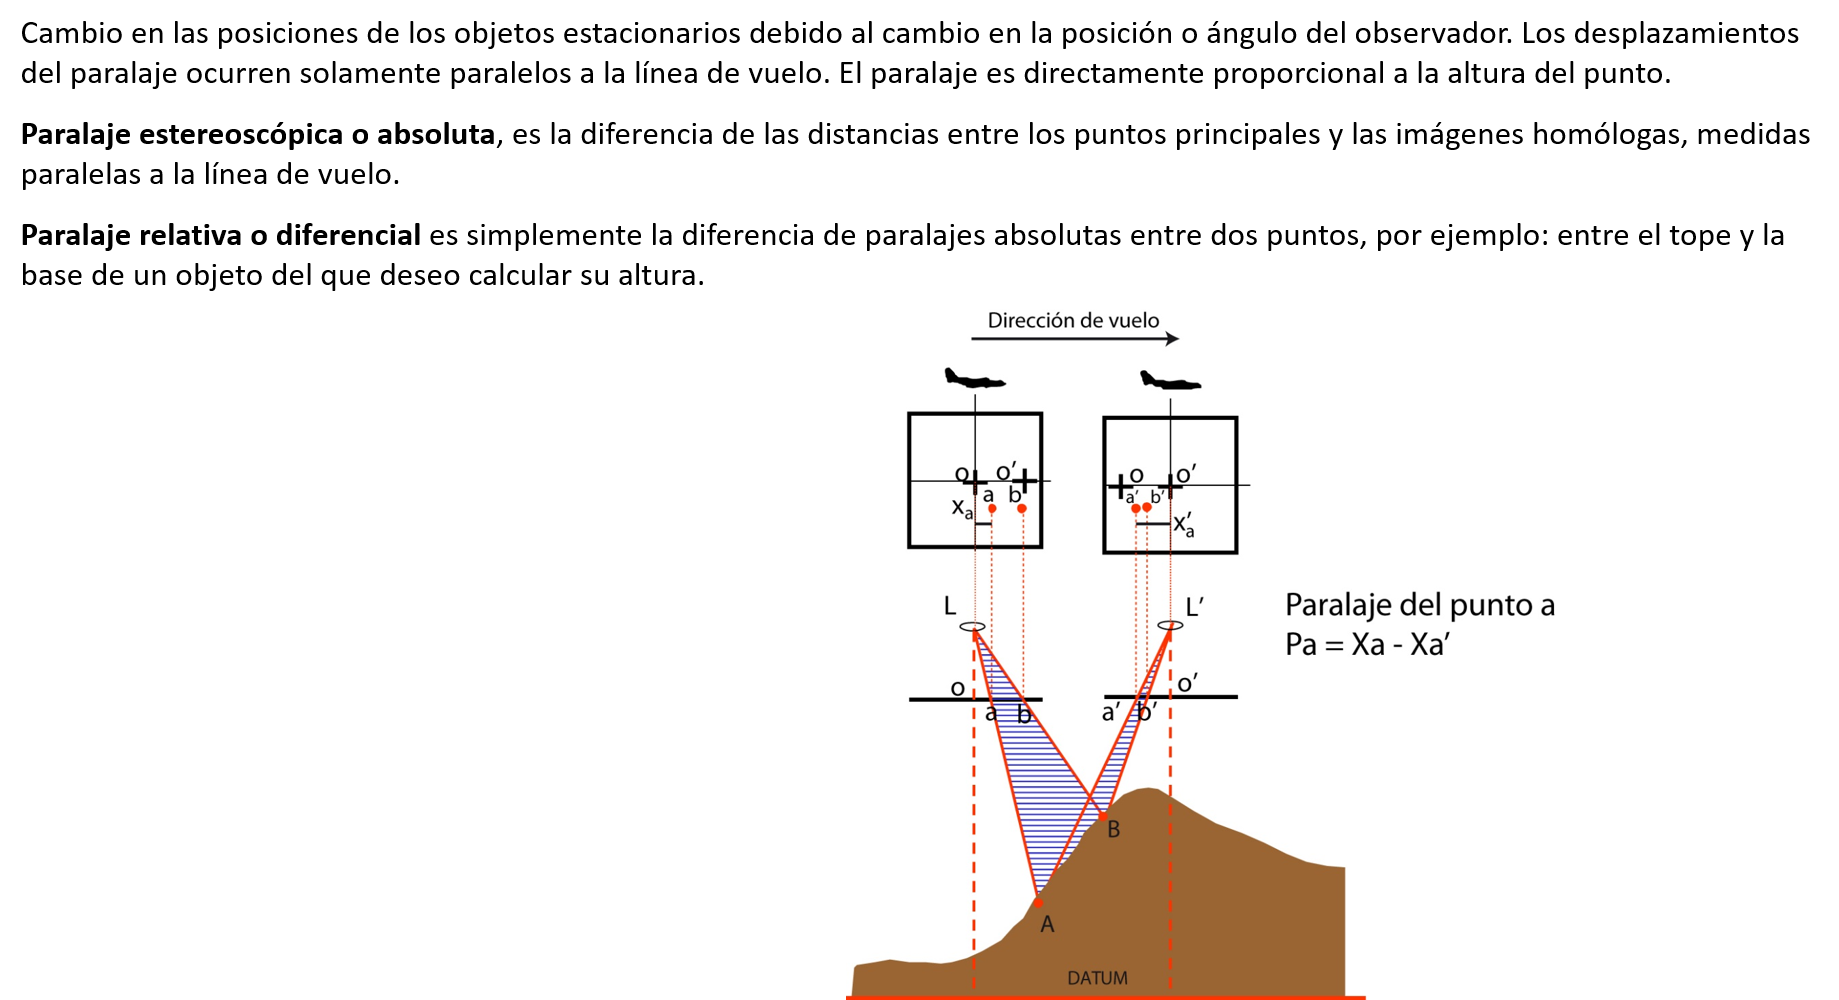 Cambio en las posiciones de los objetos estacionarios debido al cambio en la posición o ángulo del observador. Los desplazamientos
del paralaje ocurren solamente paralelos a la línea de vuelo. El paralaje es directamente proporcional a la altura del punto.
Paralaje estereoscópica o absoluta, es la diferencia de las distancias entre los puntos principales y las imágenes homólogas, medidas
paralelas a la línea de vuelo.
Paralaje relativa o diferencial es simplemente la diferencia de paralajes absolutas entre dos puntos, por ejemplo: entre el tope y la
base de un objeto del que deseo calcular su altura.
Dirección de vuelo
o o′ o o′
a b a′ b′
xa x′a
L L′
Paralaje del punto a
Pa = Xa - Xa′
o o′
a b a′ b′
B
A
DATUM